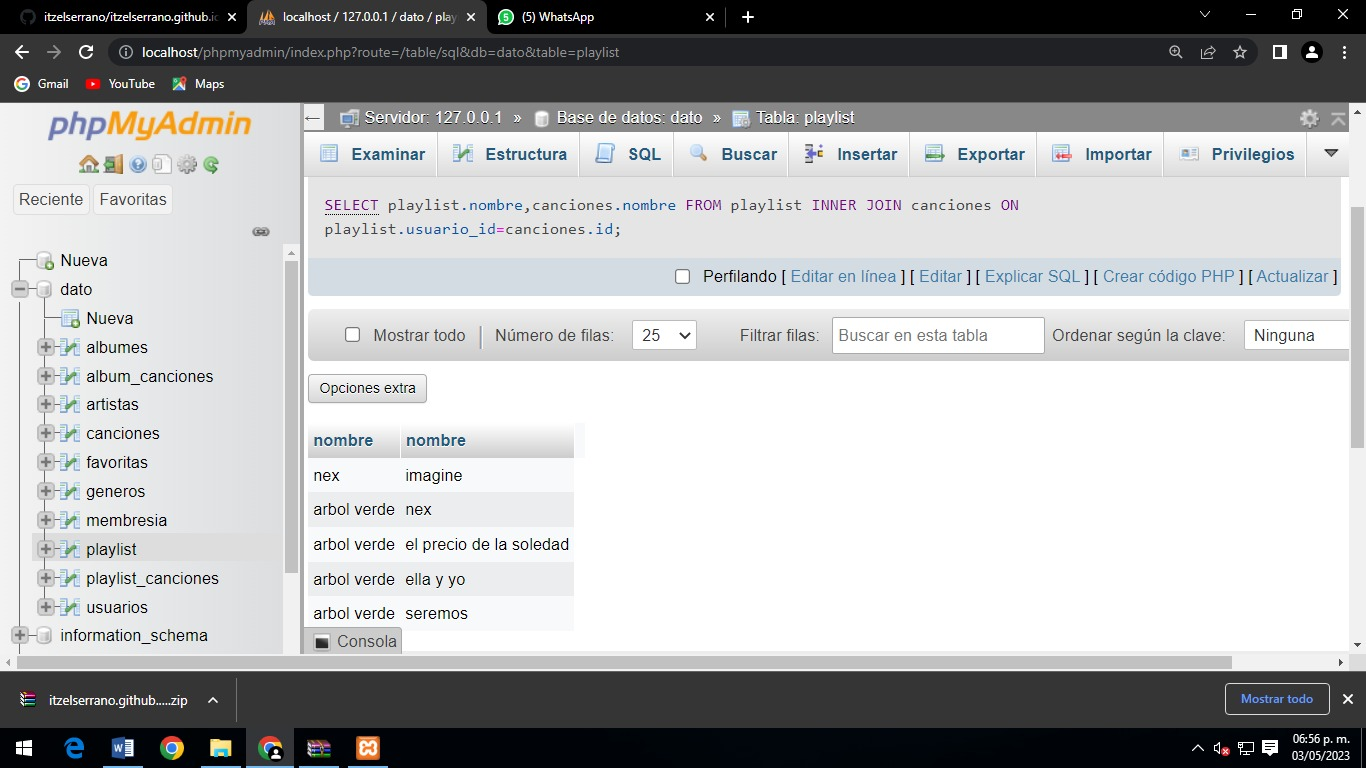 itzelserrano/itzelserrano.github.io
localhost / 127.0.0.1 / dato / play
(5) WhatsApp
localhost/phpmyadmin/index.php?route=/table/sql&db=dato&table=playlist
Gmail
YouTube
Maps
phpMyAdmin
Reciente
Favoritas
Nueva
dato
Nueva
albumes
album_canciones
artistas
canciones
favoritas
generos
membresia
playlist
playlist_canciones
usuarios
information_schema
Servidor: 127.0.0.1 » Base de datos: dato » Tabla: playlist
Examinar
Estructura
SQL
Buscar
Insertar
Exportar
Importar
Privilegios
SELECT playlist.nombre,canciones.nombre FROM playlist INNER JOIN canciones ON
playlist.usuario_id=canciones.id;
Perfilando [ Editar en línea ] [ Editar ] [ Explicar SQL ] [ Crear código PHP ] [ Actualizar ]
Mostrar todo
Número de filas:
25
Filtrar filas:
Buscar en esta tabla
Ordenar según la clave:
Ninguna
Opciones extra
nombre nombre
nex imagine
arbol verde nex
arbol verde el precio de la soledad
arbol verde ella y yo
arbol verde seremos
Consola
itzelserrano.github.....zip
Mostrar todo
06:56 p. m.
03/05/2023